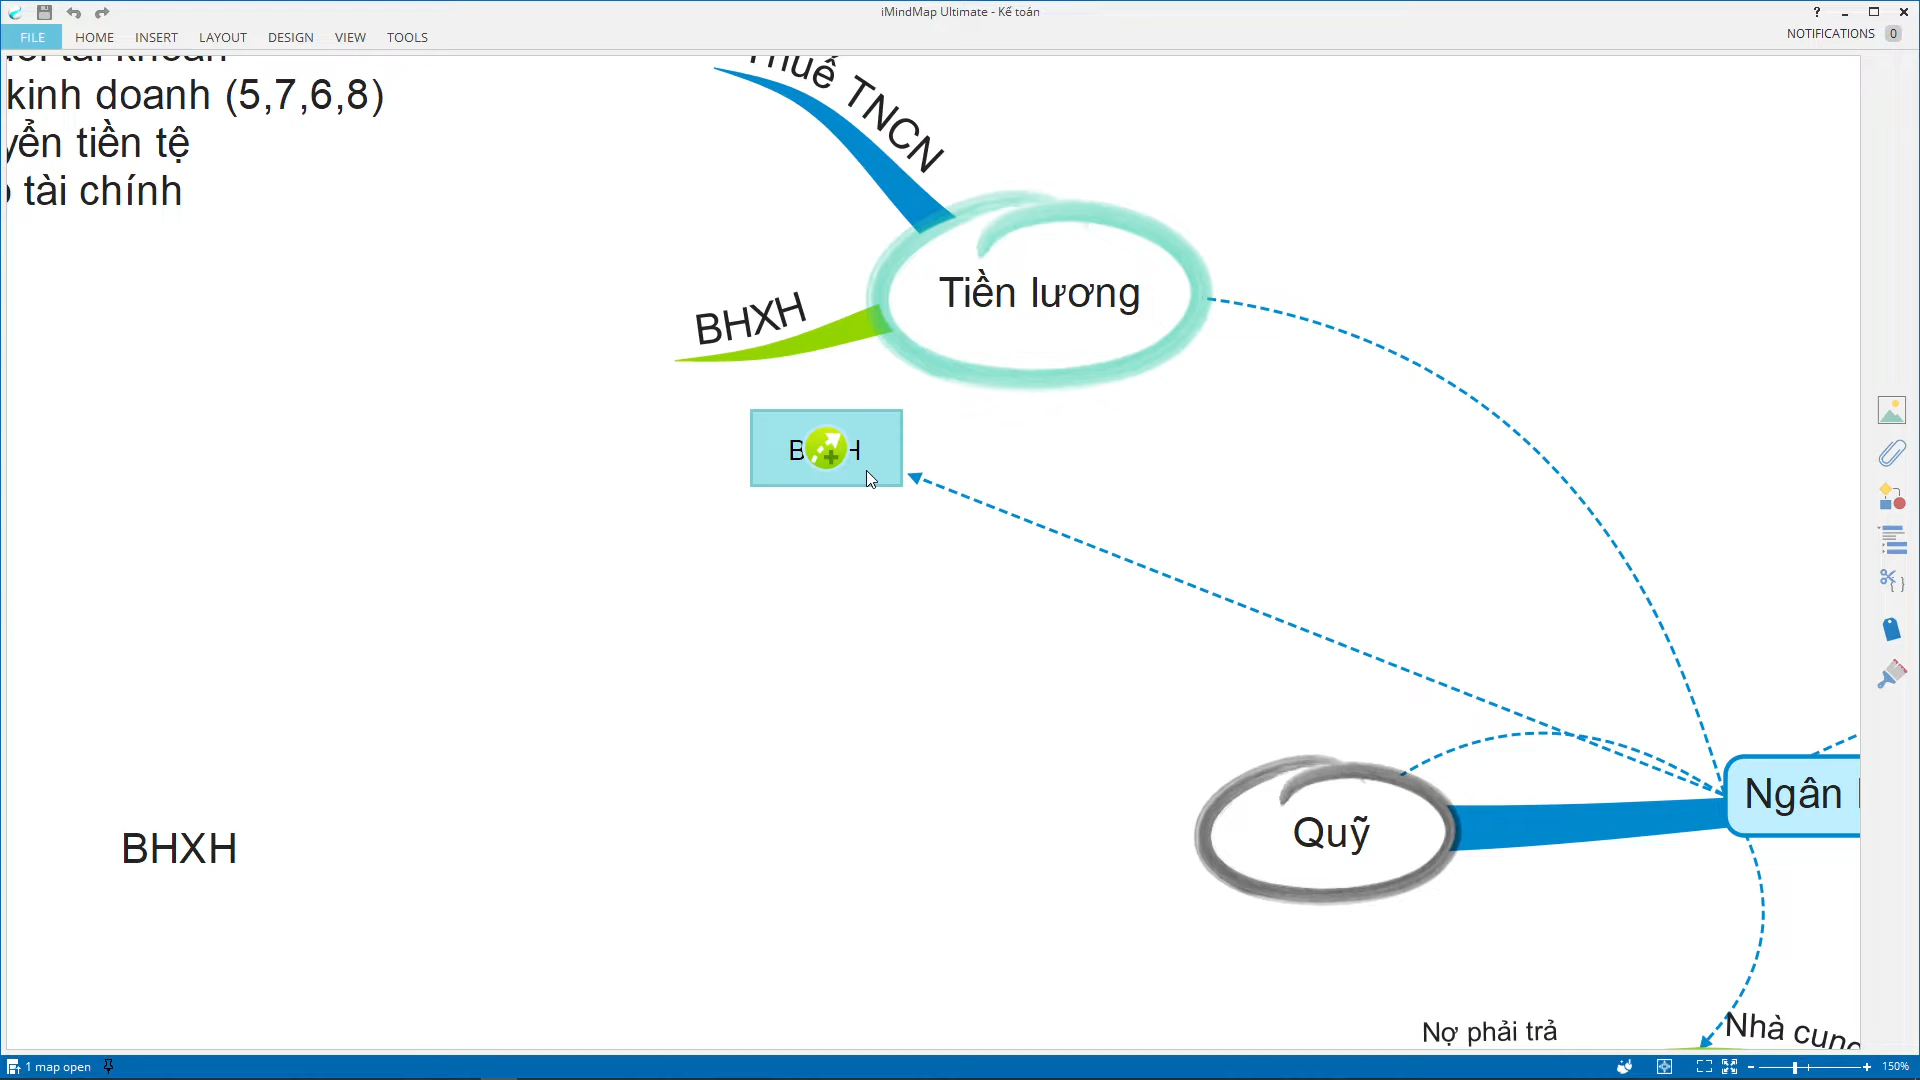 iMindMap Ultimate - Kế toán
?
FILE HOME INSERT LAYOUT DESIGN VIEW TOOLS
NOTIFICATIONS 0
kinh doanh (5,7,6,8)
tiền tệ
tài chính
Thuế TNCN
Tiền lương
BHXH
Quỹ
Ngân
BHXH
Nợ phải trả
Nhà cung
1 map open
150%